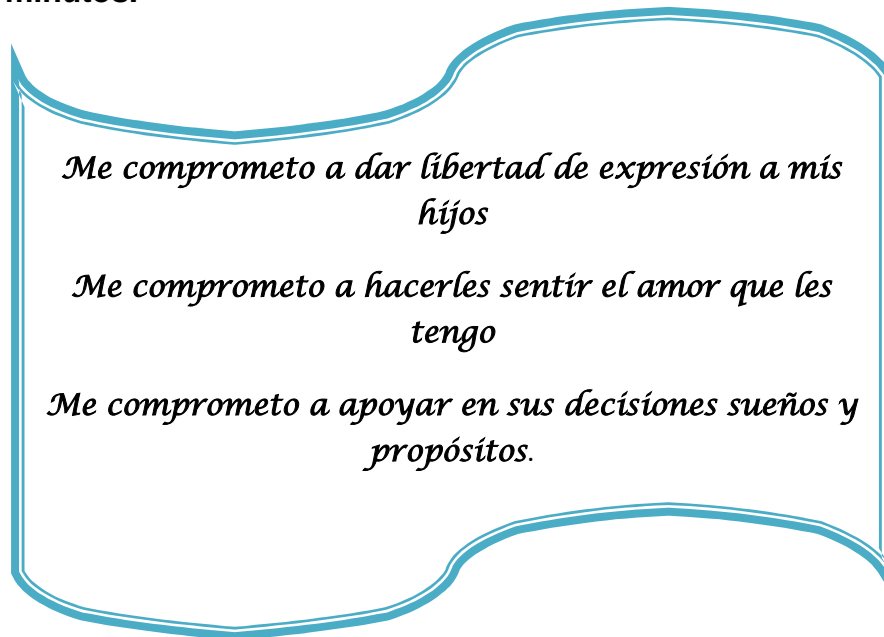 minutos.
Me comprometo a dar libertad de expresión a mis
hijos
Me comprometo a hacerles sentir el amor que les
tengo
Me comprometo a apoyar en sus decisiones sueños y
propósitos.